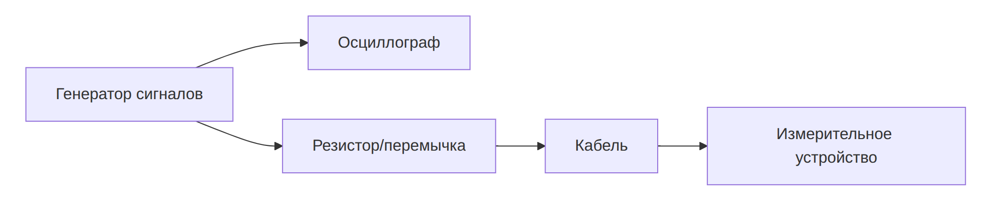 Осциллограф
Генератор сигналов
Резистор/перемычка
Кабель
Измерительное
устройство